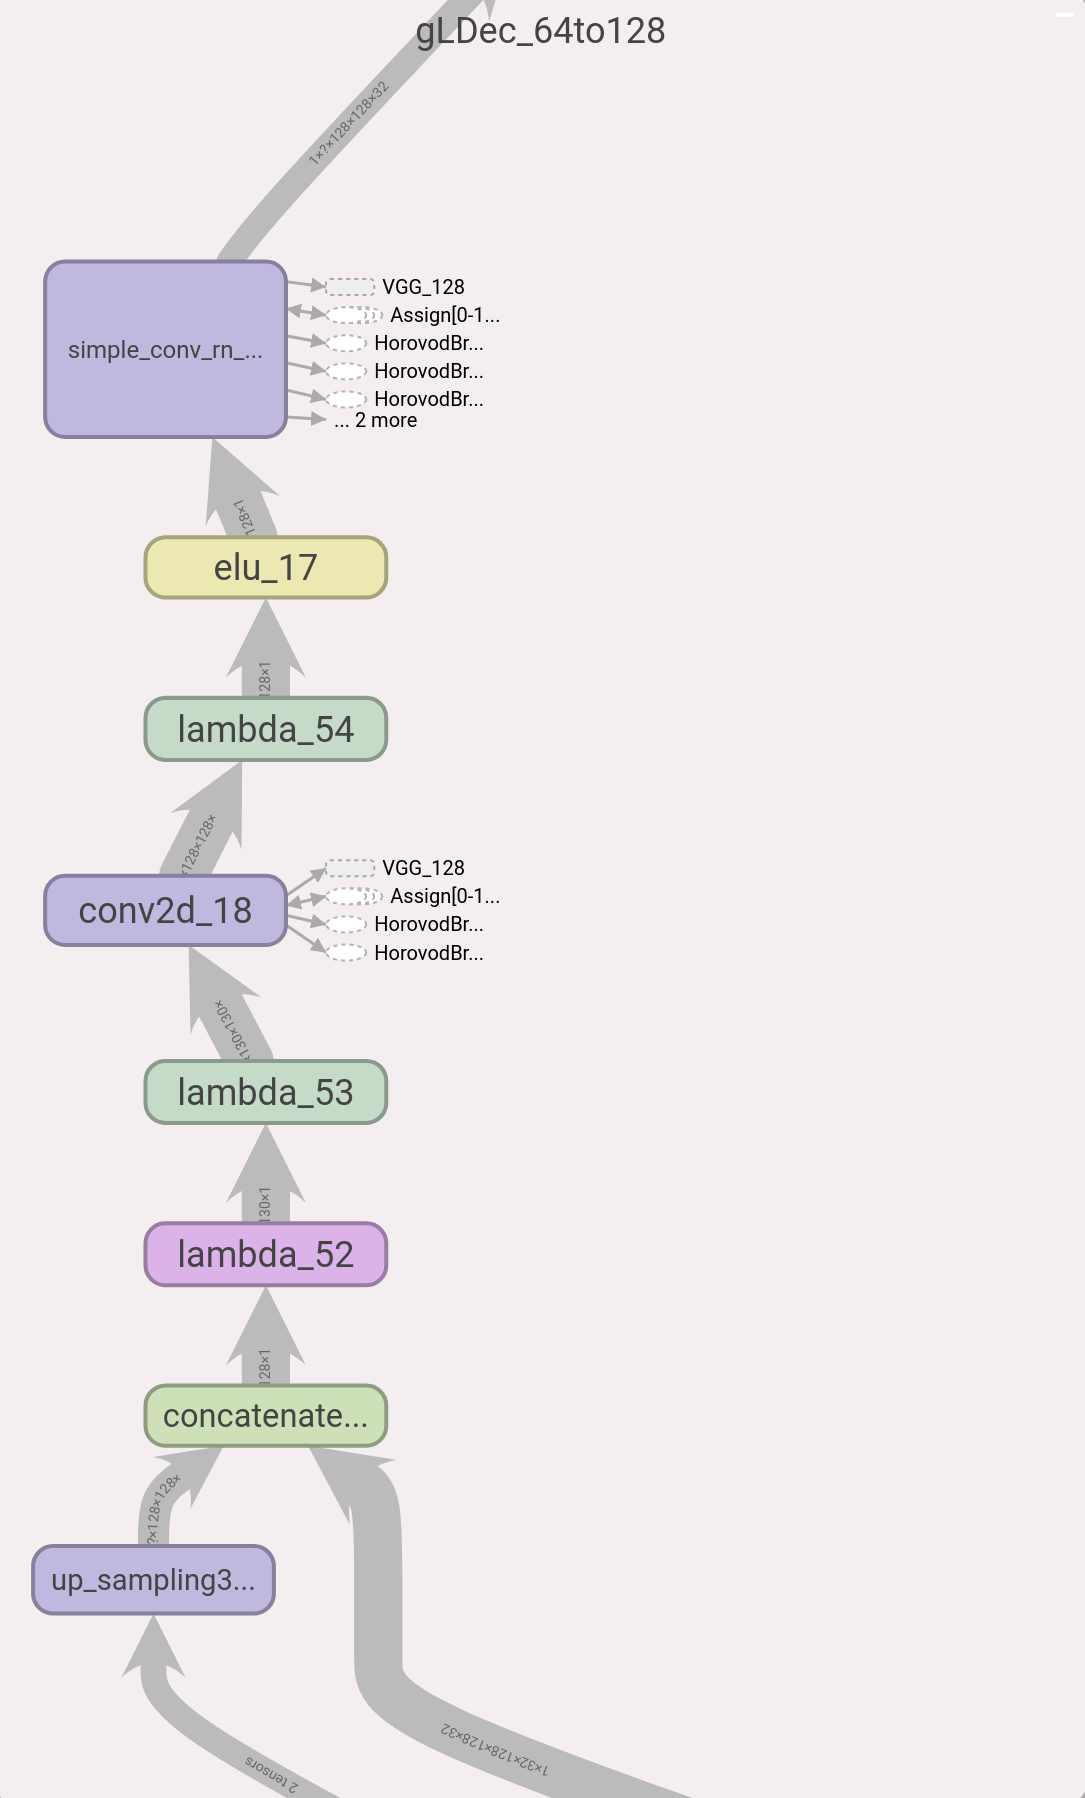 gLDec_64to128
1×?×128×128×32
simple_conv_rn_...
VGG_128
Assign[0-1...
HorovodBr...
HorovodBr...
HorovodBr...
... 2 more
128×1
elu_17
128×1
lambda_54
×128×128×
conv2d_18
VGG_128
Assign[0-1...
HorovodBr...
HorovodBr...
×130×130×
lambda_53
130×1
lambda_52
128×1
concatenate...
?×128×128×
up_sampling3...
1×32×128×128×32
2 tensors